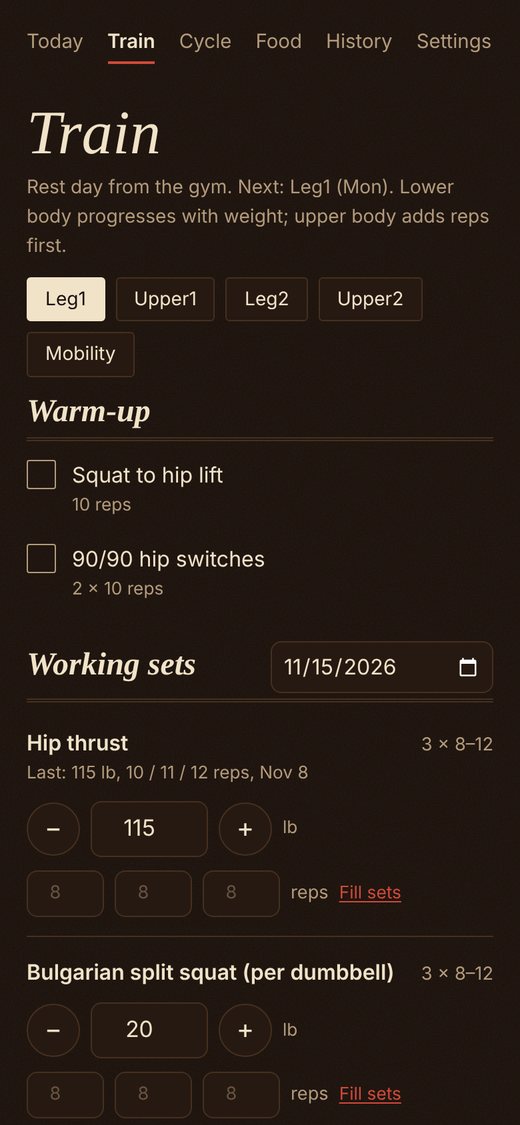 Today Train Cycle Food History Settings
Train
Rest day from the gym. Next: Leg1 (Mon). Lower
body progresses with weight; upper body adds reps
first.
Leg1 Upper1 Leg2 Upper2
Mobility
Warm-up
Squat to hip lift
10 reps
90/90 hip switches
2 × 10 reps
Working sets 11/15/2026
Hip thrust 3 × 8–12
Last: 115 lb, 10 / 11 / 12 reps, Nov 8
− 115 + lb
8 8 8 reps Fill sets
Bulgarian split squat (per dumbbell) 3 × 8–12
− 20 + lb
8 8 8 reps Fill sets